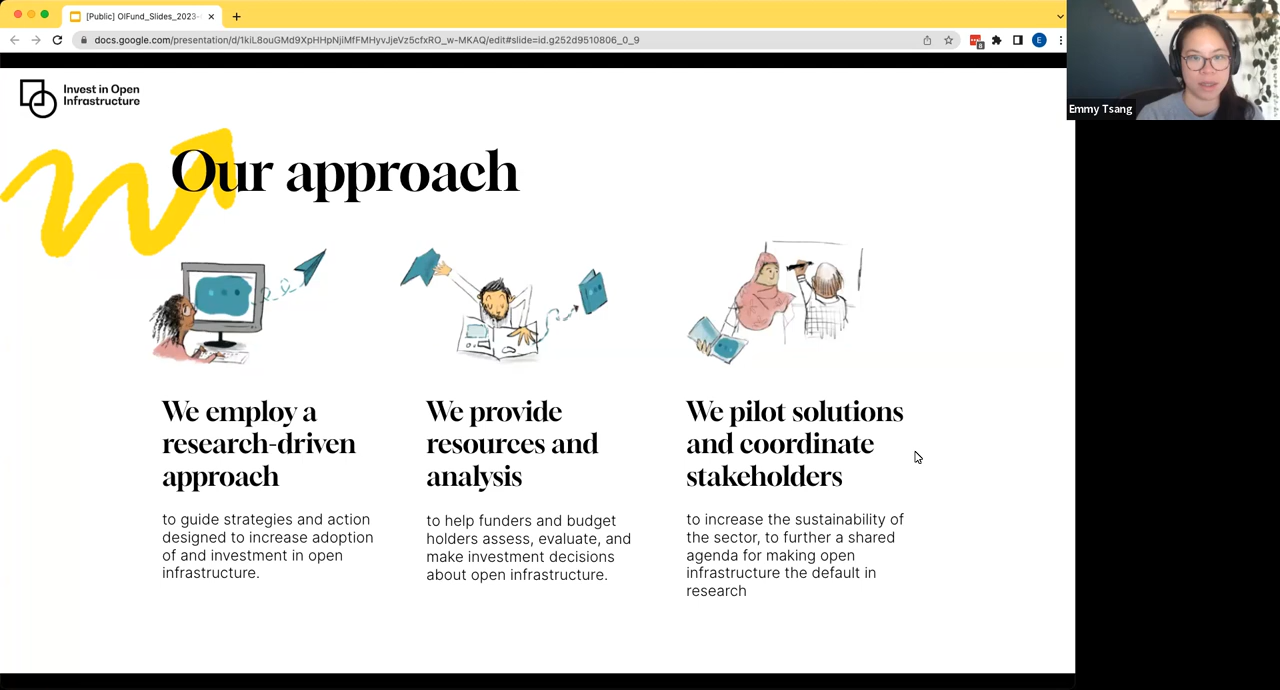 [Public] OIFund_Slides_2023-
docs.google.com/presentation/d/1kiL8ouGMd9XpHHpNjiMfFMHyvJjeVz5cfxRO_w-MKAQ/edit#slide=id.g252d9510806_0_9
E
Emmy Tsang
Invest in Open
Infrastructure
Our approach
We employ a
research-driven
approach
to guide strategies and action
designed to increase adoption
of and investment in open
infrastructure.
We provide
resources and
analysis
to help funders and budget
holders assess, evaluate, and
make investment decisions
about open infrastructure.
We pilot solutions
and coordinate
stakeholders
to increase the sustainability of
the sector, to further a shared
agenda for making open
infrastructure the default in
research